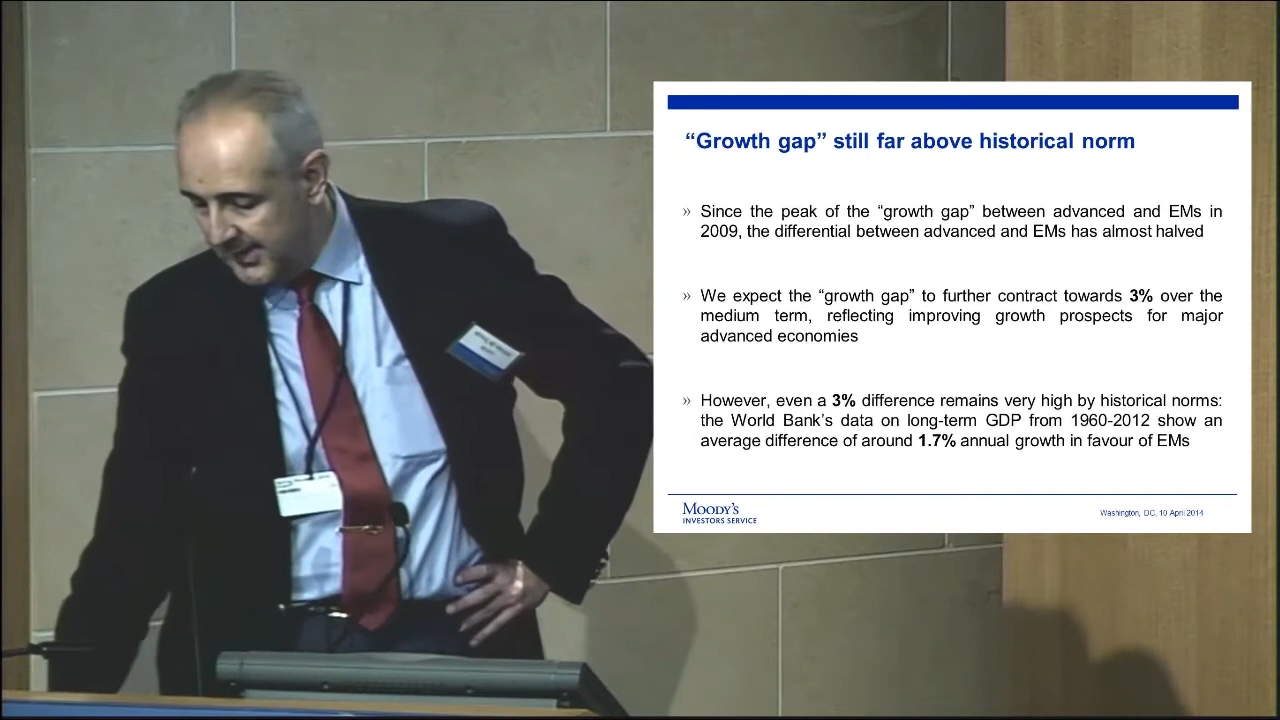 “Growth gap” still far above historical norm
» Since the peak of the “growth gap” between advanced and EMs in
2009, the differential between advanced and EMs has almost halved
» We expect the “growth gap” to further contract towards 3% over the
medium term, reflecting improving growth prospects for major
advanced economies
» However, even a 3% difference remains very high by historical norms:
the World Bank’s data on long-term GDP from 1960-2012 show an
average difference of around 1.7% annual growth in favour of EMs
MOODY’S
INVESTORS SERVICE
Washington, DC, 10 April 2014